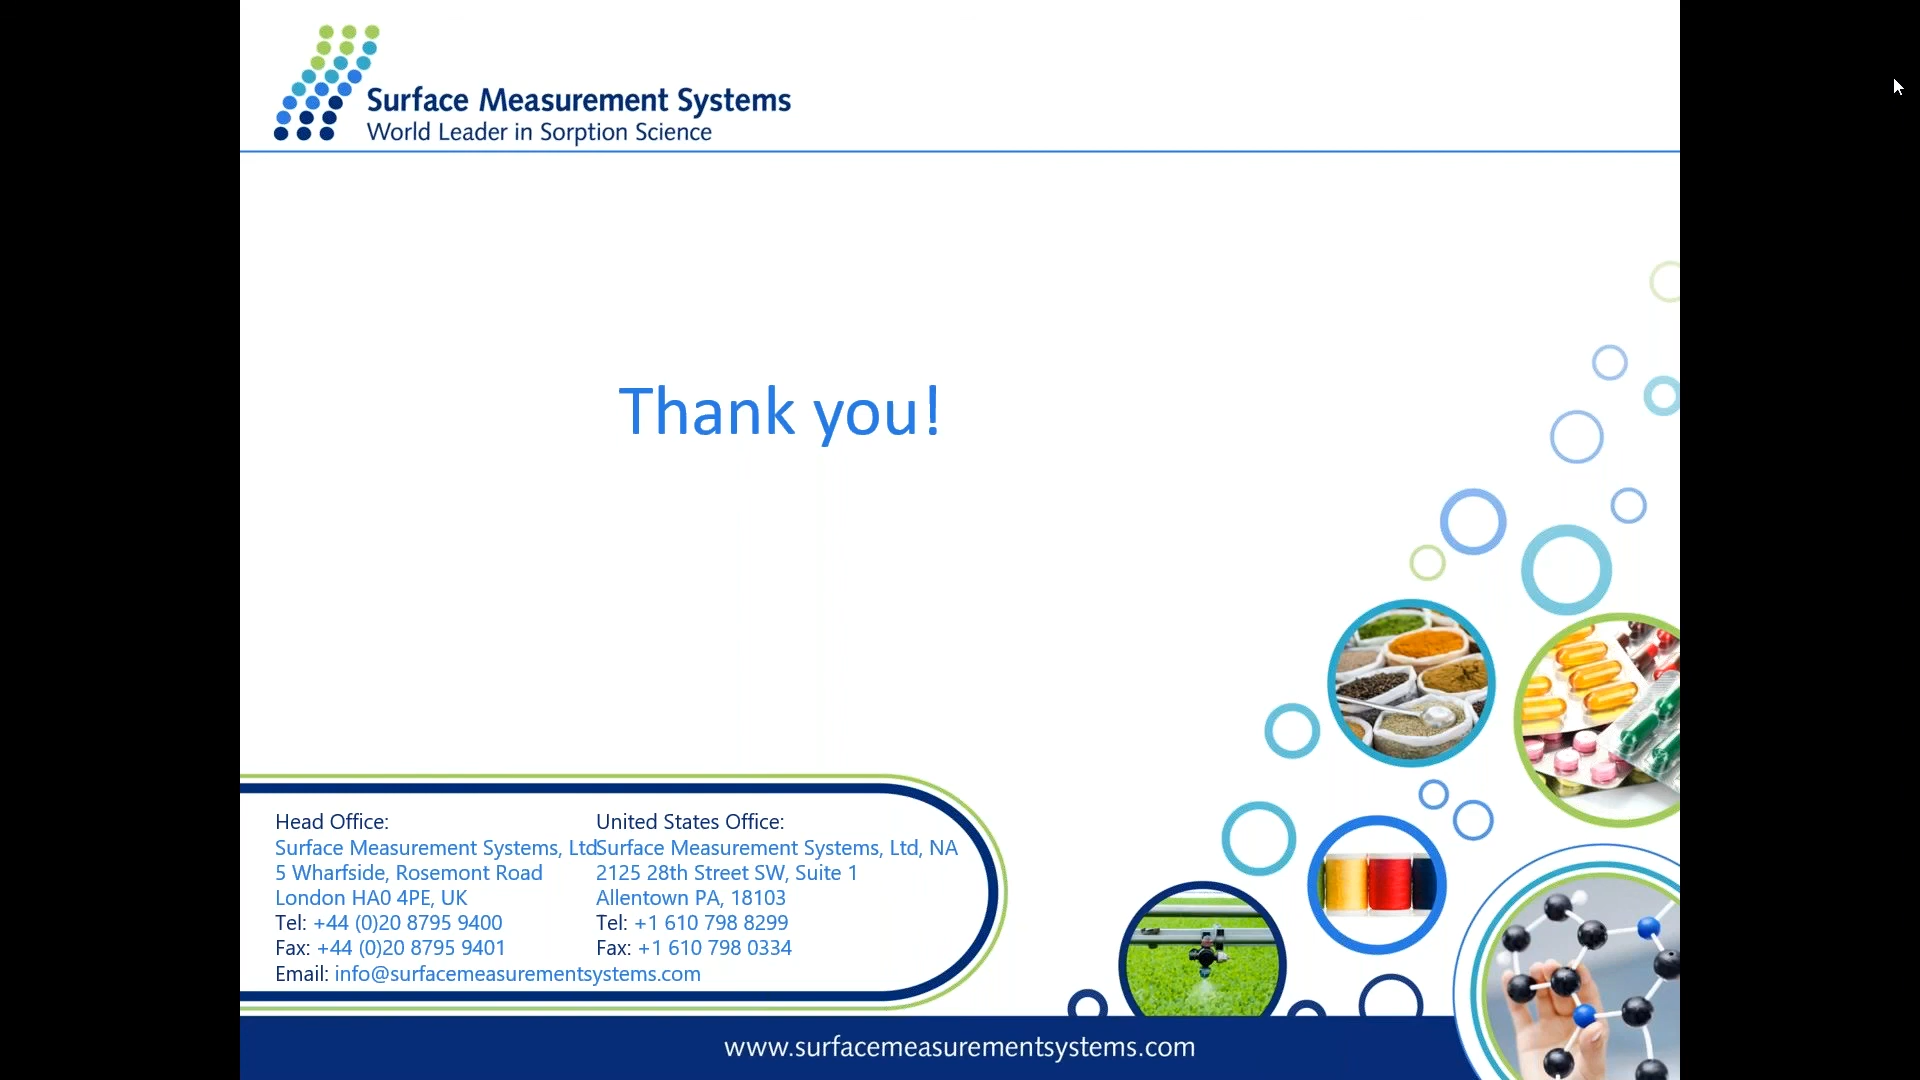 Surface Measurement Systems
World Leader in Sorption Science
Thank you!
Head Office:
Surface Measurement Systems, Ltd
5 Wharfside, Rosemont Road
London HA0 4PE, UK
Tel: +44 (0)20 8795 9400
Fax: +44 (0)20 8795 9401
Email: info@surfacemeasurementsystems.com
United States Office:
Surface Measurement Systems, Ltd, NA
2125 28th Street SW, Suite 1
Allentown PA, 18103
Tel: +1 610 798 8299
Fax: +1 610 798 0334
www.surfacemeasurementsystems.com